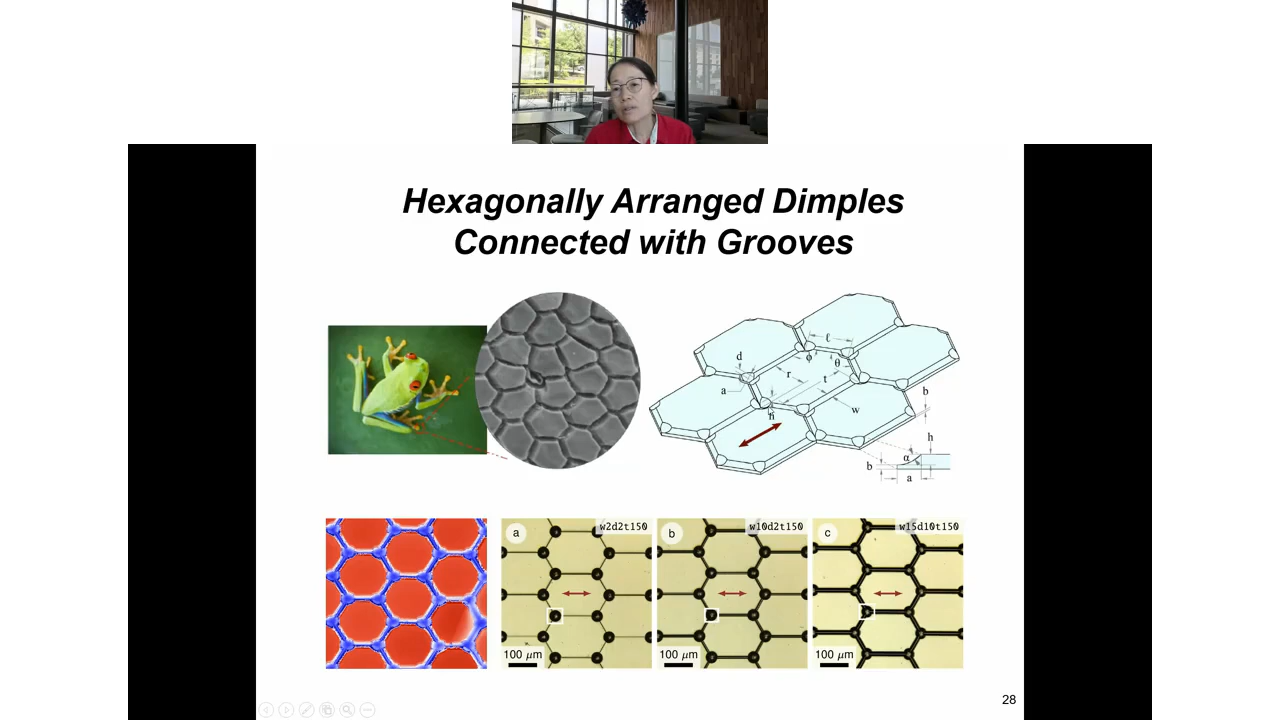 Hexagonally Arranged Dimples
Connected with Grooves
ℓ
d
ϕ
θ
r
t
a
b
w
n
h
α
b
a
a
w2d2t150
b
w10d2t150
c
w15d10t150
100 μm
100 μm
100 μm
28